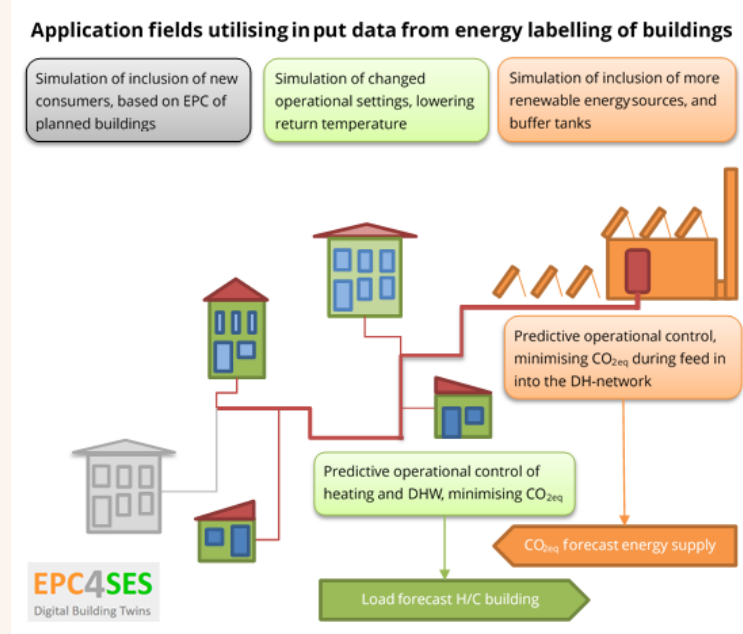 Application fields utilising input data from energy labelling of buildings
Simulation of inclusion of new
consumers, based on EPC of
planned buildings
Simulation of changed
operational settings, lowering
return temperature
Simulation of inclusion of more
renewable energy sources, and
buffer tanks
Predictive operational control,
minimising CO₂eq during feed in
into the DH-network
Predictive operational control of
heating and DHW, minimising CO₂eq
CO₂eq forecast energy supply
Load forecast H/C building
EPC4SES
Digital Building Twins